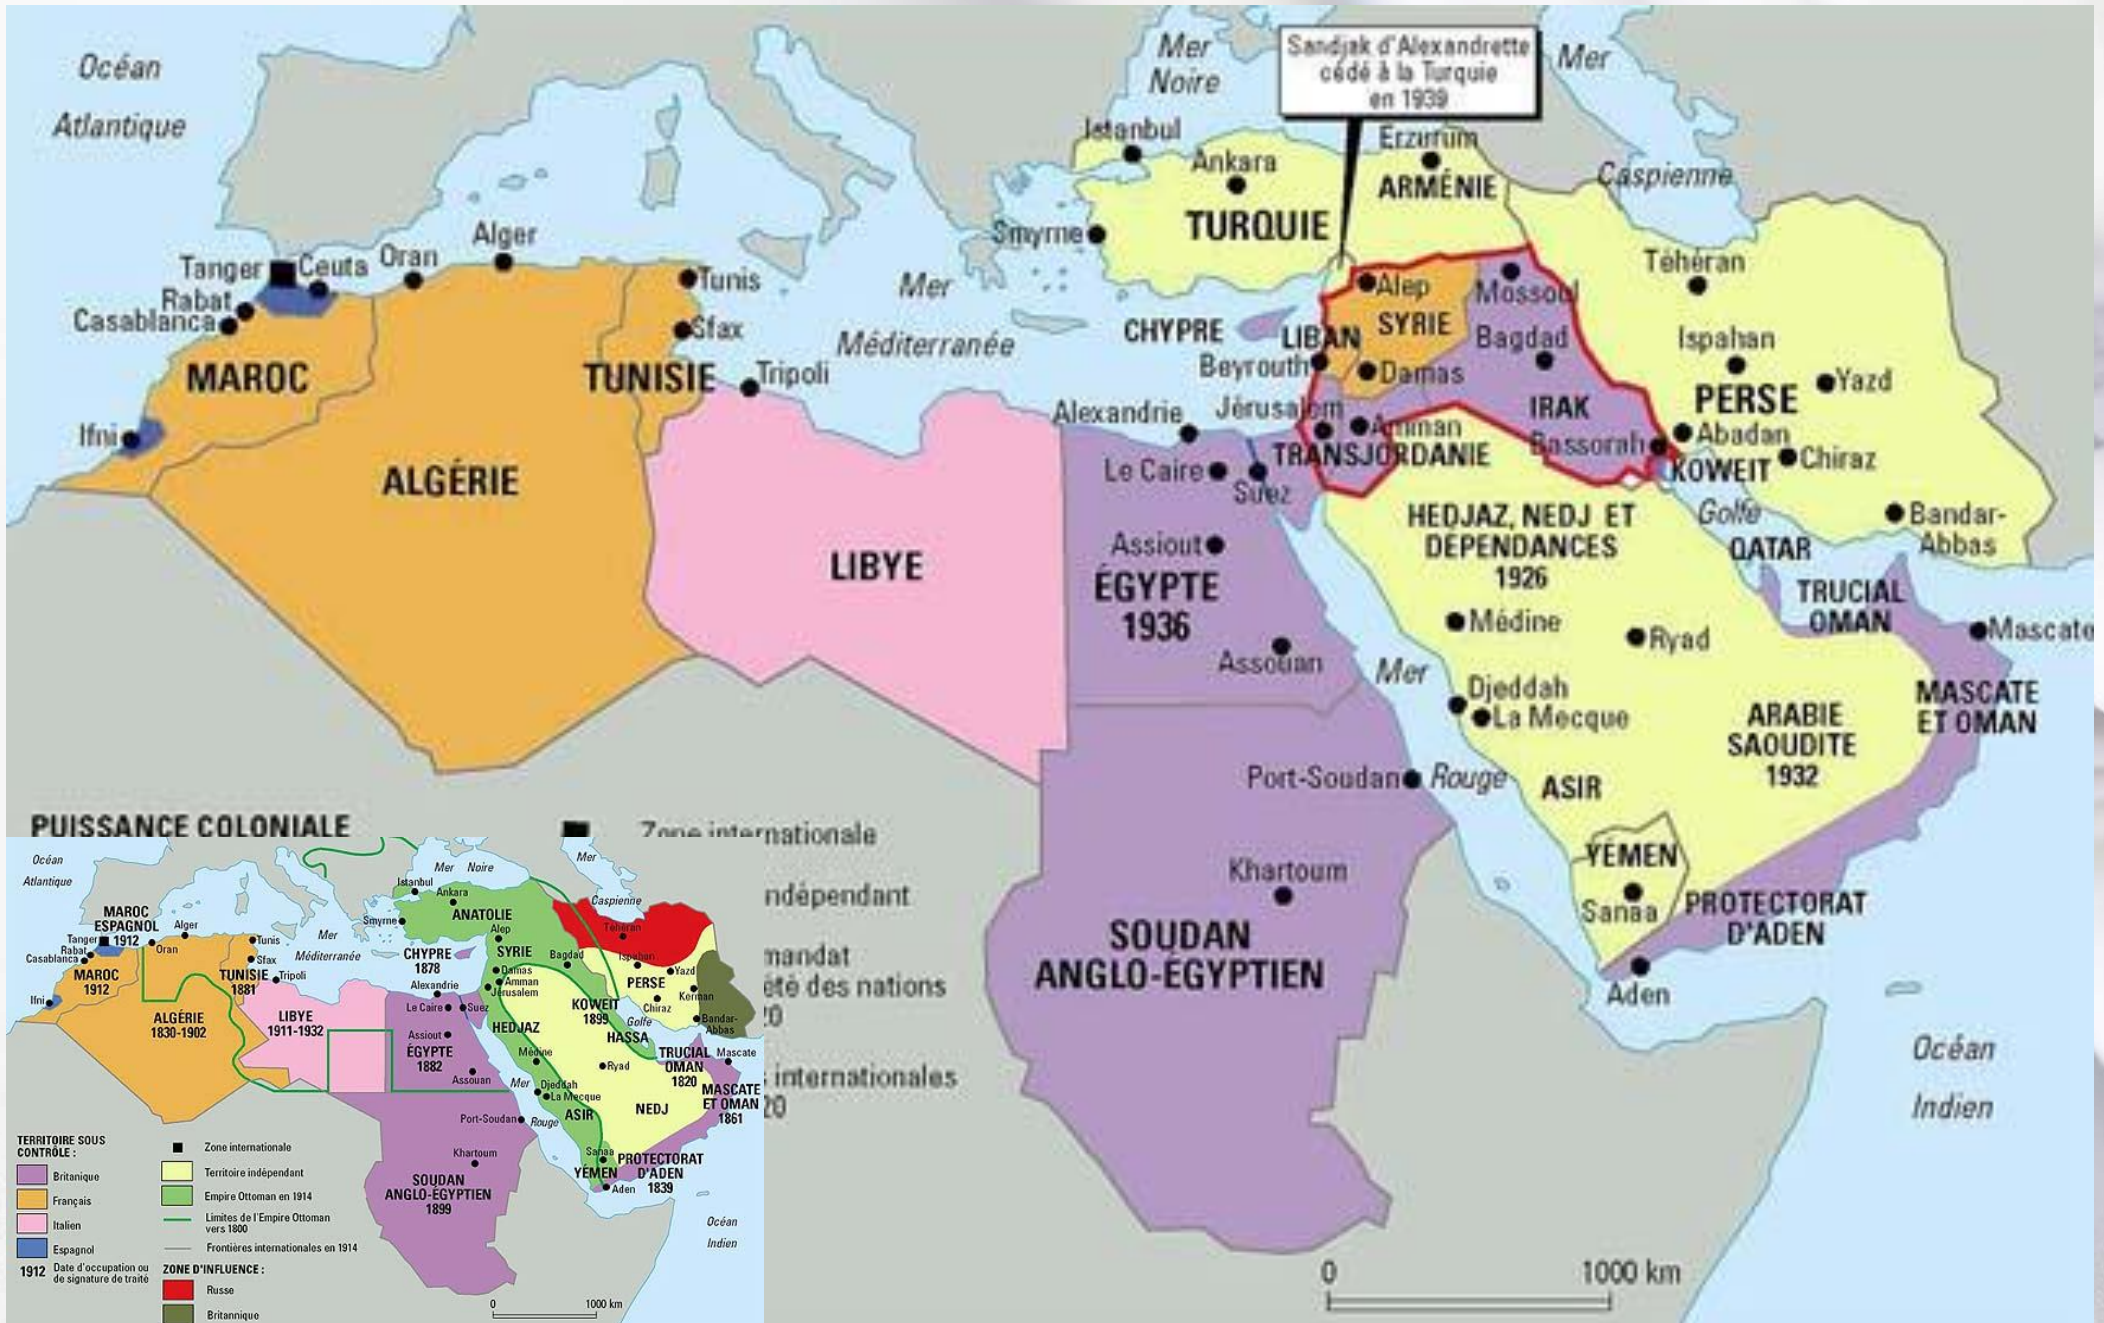 Océan
Atlantique
Mer
Noire
Sandjak d'Alexandrette
cédé à la Turquie
en 1939
Mer
Caspienne
Istanbul
Ankara
Erzurum
ARMÉNIE
TURQUIE
Smyrne
Tanger
Ceuta
Oran
Alger
Tunis
Rabat
Casablanca
Sfax
MAROC
TUNISIE
Tripoli
Ifni
ALGÉRIE
LIBYE
Mer
Méditerranée
CHYPRE
LIBAN
SYRIE
Alep
Mossoul
Bagdad
Beyrouth
Damas
Téhéran
Ispahan
Yazd
PERSE
Alexandrie
Jérusalem
Amman
IRAK
Bassorah
Abadan
Chiraz
KOWEIT
Le Caire
Suez
TRANSJORDANIE
Golfe
Bandar-
Abbas
HEDJAZ, NEDJ ET
DÉPENDANCES
1926
QATAR
Assiout
ÉGYPTE
1936
TRUCIAL
OMAN
Médine
Ryad
Mascate
Assouan
Mer
Rouge
Djeddah
La Mecque
MASCATE
ET OMAN
ARABIE
SAOUDITE
1932
Port-Soudan
ASIR
YÉMEN
Sanaa
Khartoum
PROTECTORAT
D'ADEN
SOUDAN
ANGLO-ÉGYPTIEN
Aden
Océan
Indien
0 1000 km
PUISSANCE COLONIALE
Zone internationale
ndépendant
mandat
été des nations
20
internationales
20
Océan
Atlantique
Mer Noire
Mer
Caspienne
Istanbul
Ankara
ANATOLIE
Smyrne
MAROC
ESPAGNOL
1912
Alger
Tanger
Oran
Tunis
Rabat
Casablanca
Sfax
Mer
Méditerranée
MAROC
1912
TUNISIE
1881
Tripoli
Ifni
ALGÉRIE
1830-1902
LIBYE
1911-1932
CHYPRE
1878
Alep
SYRIE
Bagdad
Damas
Amman
Jérusalem
Téhéran
Ispahan
Yazd
PERSE
Kerman
Chiraz
Bandar-
Abbas
Alexandrie
Le Caire
Suez
KOWEIT
1899
Golfe
HEDJAZ
HASSA
Assiout
ÉGYPTE
1882
Assouan
Médine
Ryad
TRUCIAL
OMAN
1820
Mascate
MASCATE
ET OMAN
1861
Mer
Rouge
Djeddah
La Mecque
ASIR
NEDJ
Port-Soudan
Khartoum
Sanaa
YÉMEN
PROTECTORAT
D'ADEN
1839
Aden
SOUDAN
ANGLO-ÉGYPTIEN
1899
Océan
Indien
0 1000 km
TERRITOIRE SOUS
CONTRÔLE :
Britanique
Français
Italien
Espagnol
1912 Date d'occupation ou
de signature de traité
Zone internationale
Territoire indépendant
Empire Ottoman en 1914
Limites de l'Empire Ottoman
vers 1800
Frontières internationales en 1914
ZONE D'INFLUENCE :
Russe
Britannique